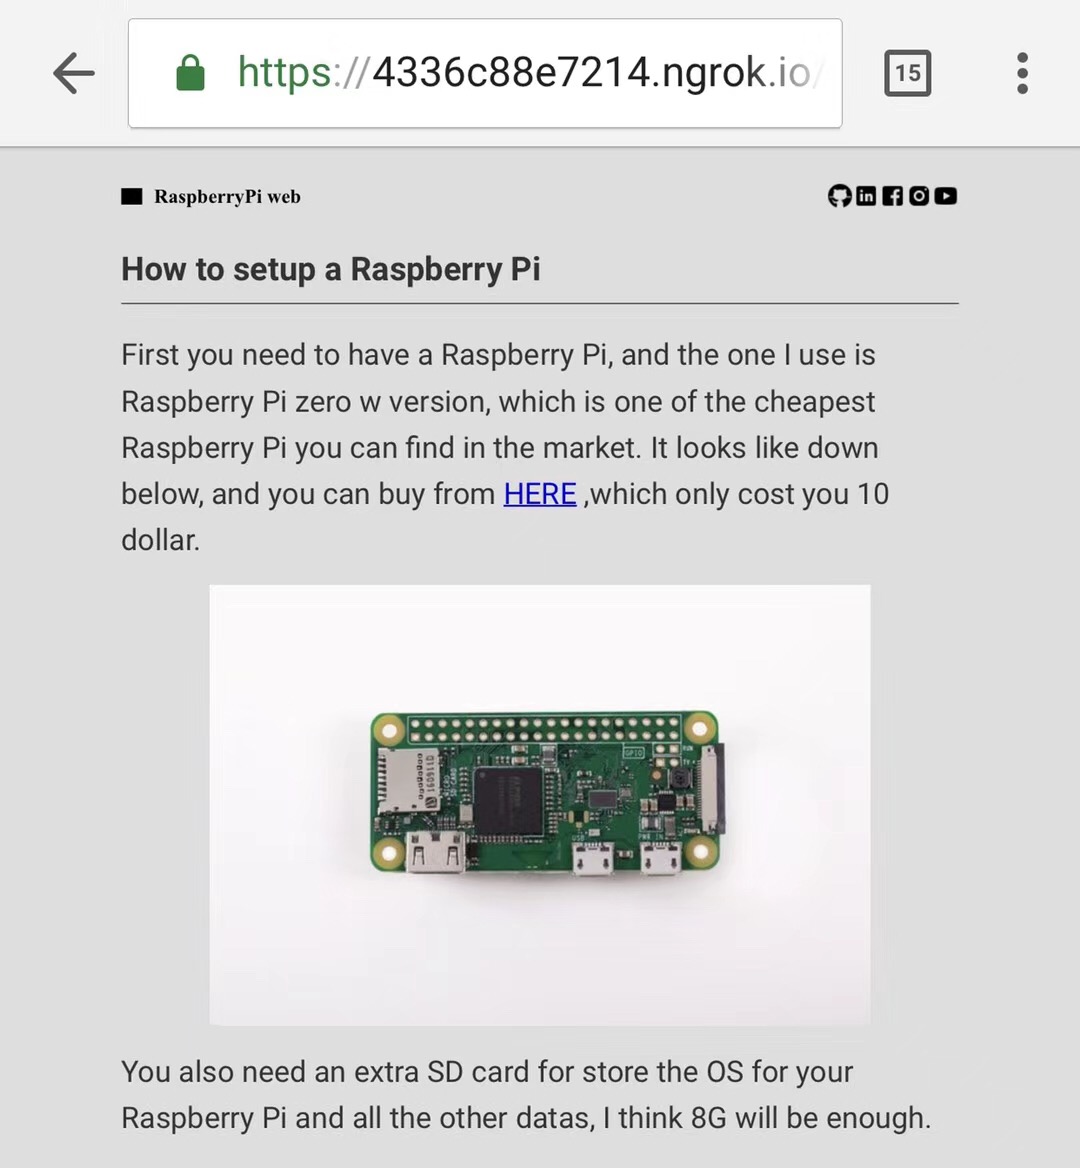 https://4336c88e7214.ngrok.io/
15
RaspberryPi web
How to setup a Raspberry Pi
First you need to have a Raspberry Pi, and the one I use is
Raspberry Pi zero w version, which is one of the cheapest
Raspberry Pi you can find in the market. It looks like down
below, and you can buy from HERE ,which only cost you 10
dollar.
GPIO
USB
PWR IN
You also need an extra SD card for store the OS for your
Raspberry Pi and all the other datas, I think 8G will be enough.